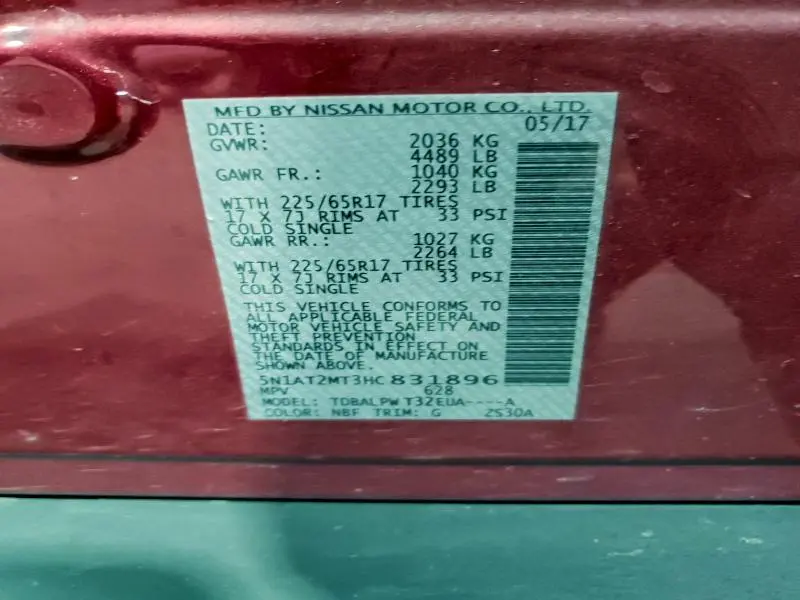 MFD BY NISSAN MOTOR CO., LTD.
DATE: 05/17
GVWR: 2036 KG
4489 LB
GAWR FR.: 1040 KG
2293 LB
WITH 225/65R17 TIRES
17 X 7J RIMS AT 33 PSI
COLD SINGLE
GAWR RR.: 1027 KG
2264 LB
WITH 225/65R17 TIRES
17 X 7J RIMS AT 33 PSI
COLD SINGLE
THIS VEHICLE CONFORMS TO
ALL APPLICABLE FEDERAL
MOTOR VEHICLE SAFETY AND
THEFT PREVENTION
STANDARDS IN EFFECT ON
THE DATE OF MANUFACTURE
SHOWN ABOVE.
5N1AT2MT3HC831896
MPV 628
MODEL: TDBALPW T32EUA----A
COLOR: NBF TRIM: G 2S30A